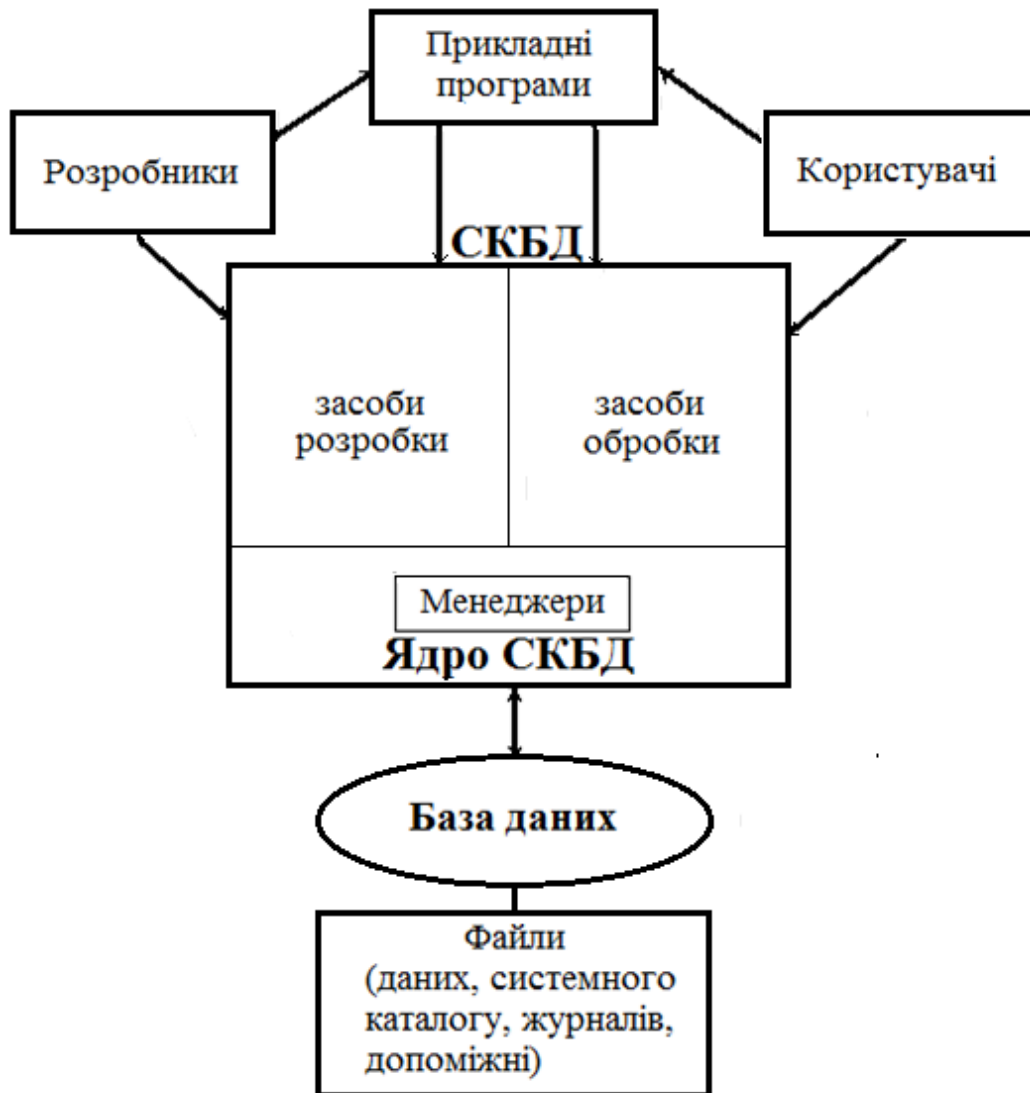 Прикладні
програми
Розробники
Користувачі
СКБД
засоби
розробки
засоби
обробки
Менеджери
Ядро СКБД
База даних
Файли
(даних, системного
каталогу, журналів,
допоміжні)